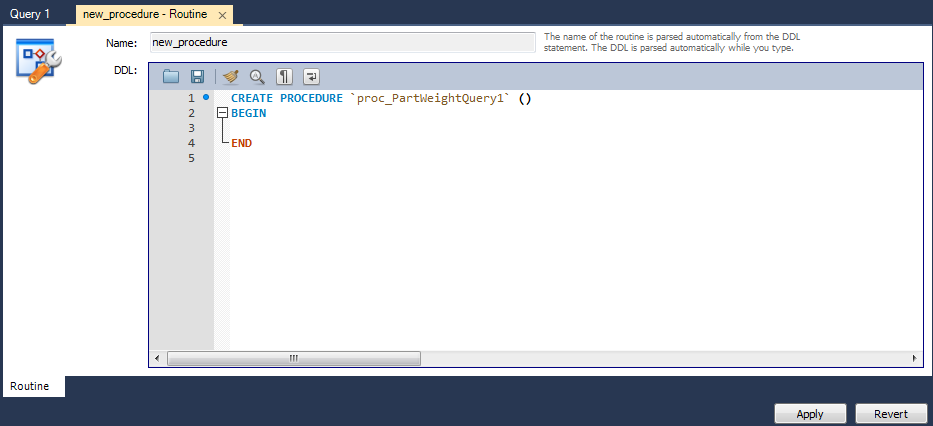 Query 1
new_procedure - Routine
Name:
new_procedure
The name of the routine is parsed automatically from the DDL
statement. The DDL is parsed automatically while you type.
DDL:
1 CREATE PROCEDURE `proc_PartWeightQuery1` ()
2 BEGIN
3
4 END
5
Routine
Apply
Revert